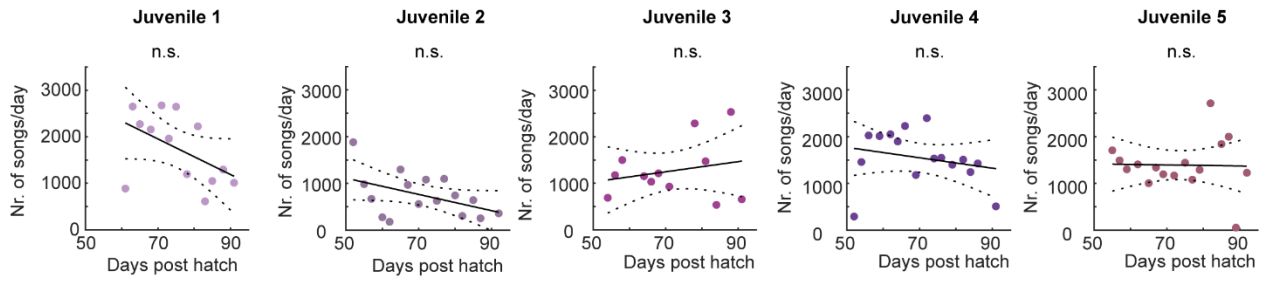 Juvenile 1
n.s.
Nr. of songs/day
3000
2000
1000
0
50
70
90
Days post hatch
Juvenile 2
n.s.
Nr. of songs/day
3000
2000
1000
0
50
70
90
Days post hatch
Juvenile 3
n.s.
Nr. of songs/day
3000
2000
1000
0
50
70
90
Days post hatch
Juvenile 4
n.s.
Nr. of songs/day
3000
2000
1000
0
50
70
90
Days post hatch
Juvenile 5
n.s.
Nr. of songs/day
3000
2000
1000
0
50
70
90
Days post hatch